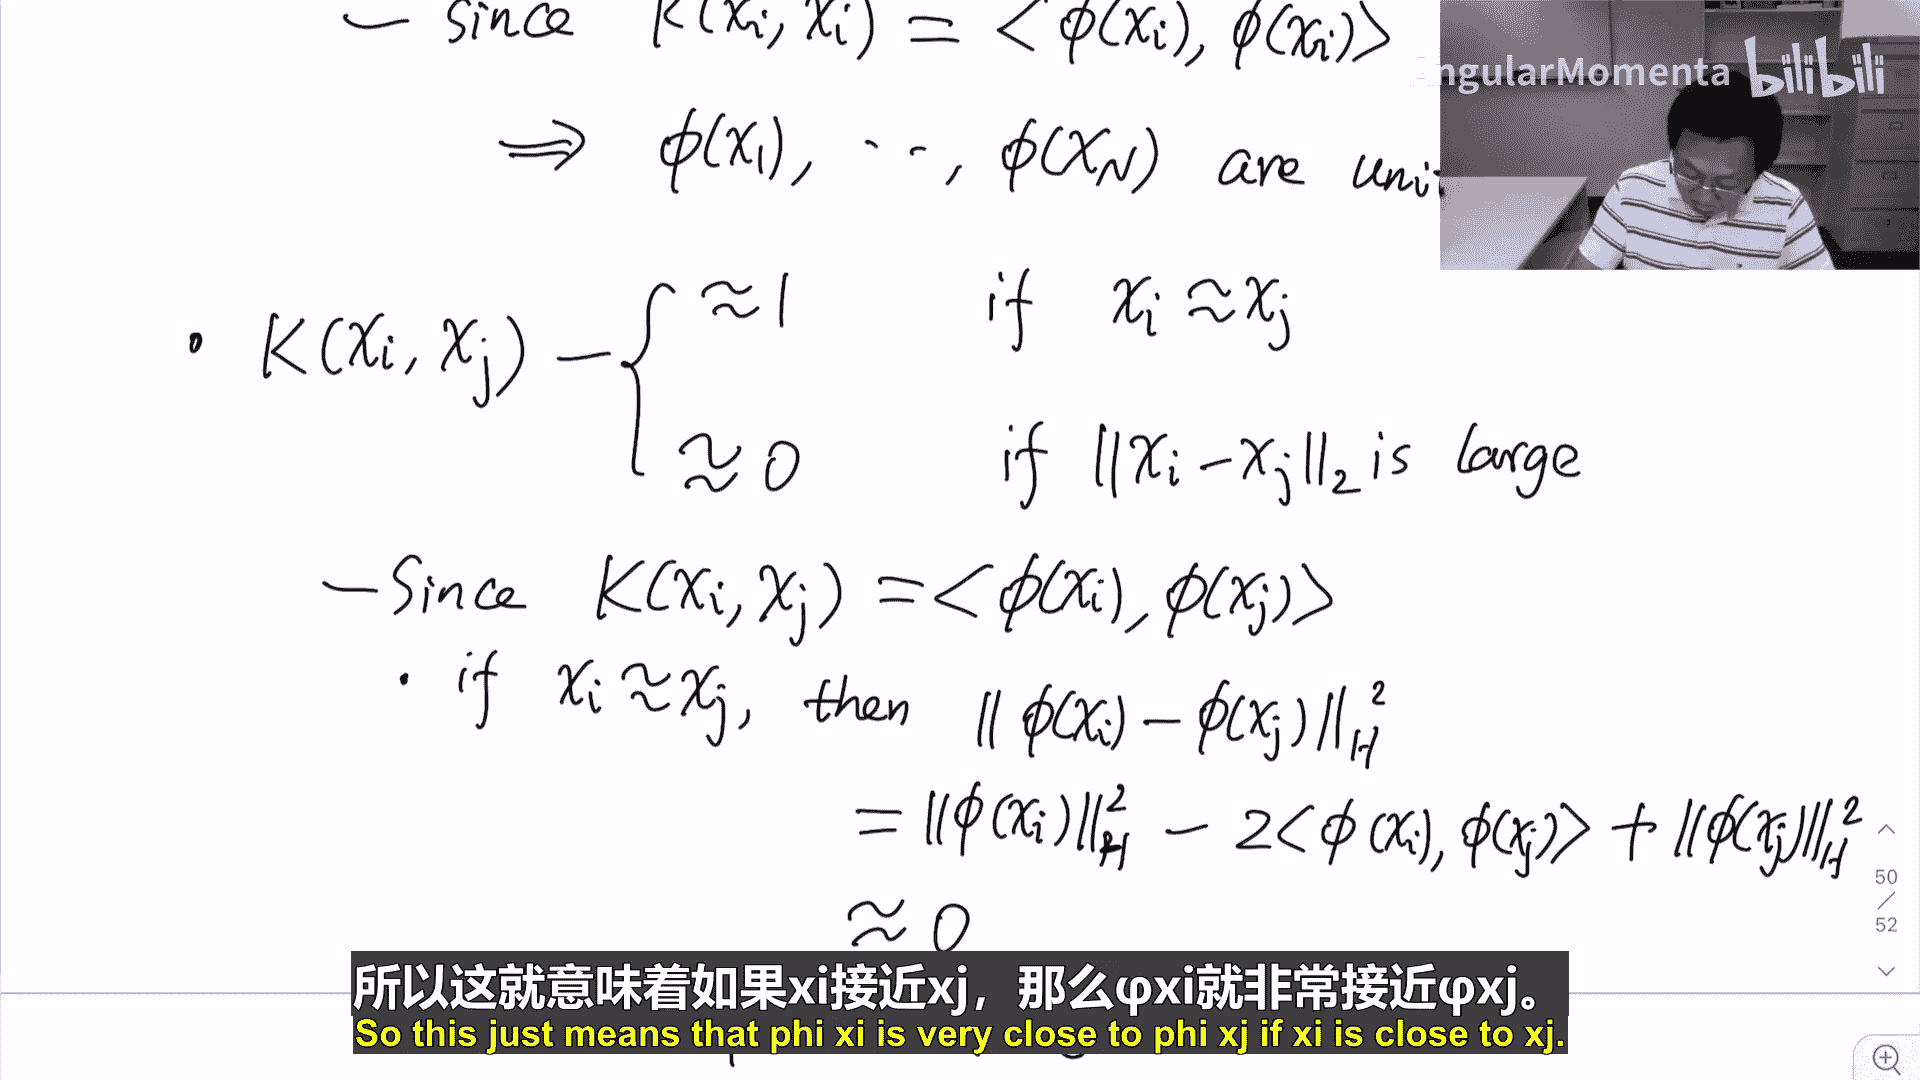 — Since K(xi, xi) = <ϕ(xi), ϕ(xi)>
ngularMomenta bilibili
⟹ ϕ(x1), ..., ϕ(xN) are uni
• K(xi, xj) — { ≈ 1 if xi ≈ xj
≈ 0 if ||xi − xj||2 is large
— Since K(xi, xj) = <ϕ(xi), ϕ(xj)>
• if xi ≈ xj, then || ϕ(xi) − ϕ(xj)||H^2
= ||ϕ(xi)||H^2 − 2<ϕ(xi), ϕ(xj)> + ||ϕ(xj)||H^2
≈ 0
50
/
52
所以这就意味着如果xi接近xj，那么φxi就非常接近φxj。
So this just means that phi xi is very close to phi xj if xi is close to xj.